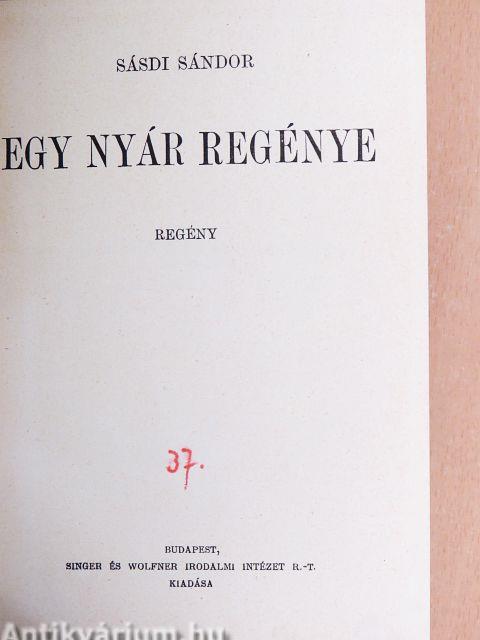 SÁSDI SÁNDOR
EGY NYÁR REGÉNYE
REGÉNY
37.
BUDAPEST,
SINGER ÉS WOLFNER IRODALMI INTÉZET R.-T.
KIADÁSA
Antikvárium.hu